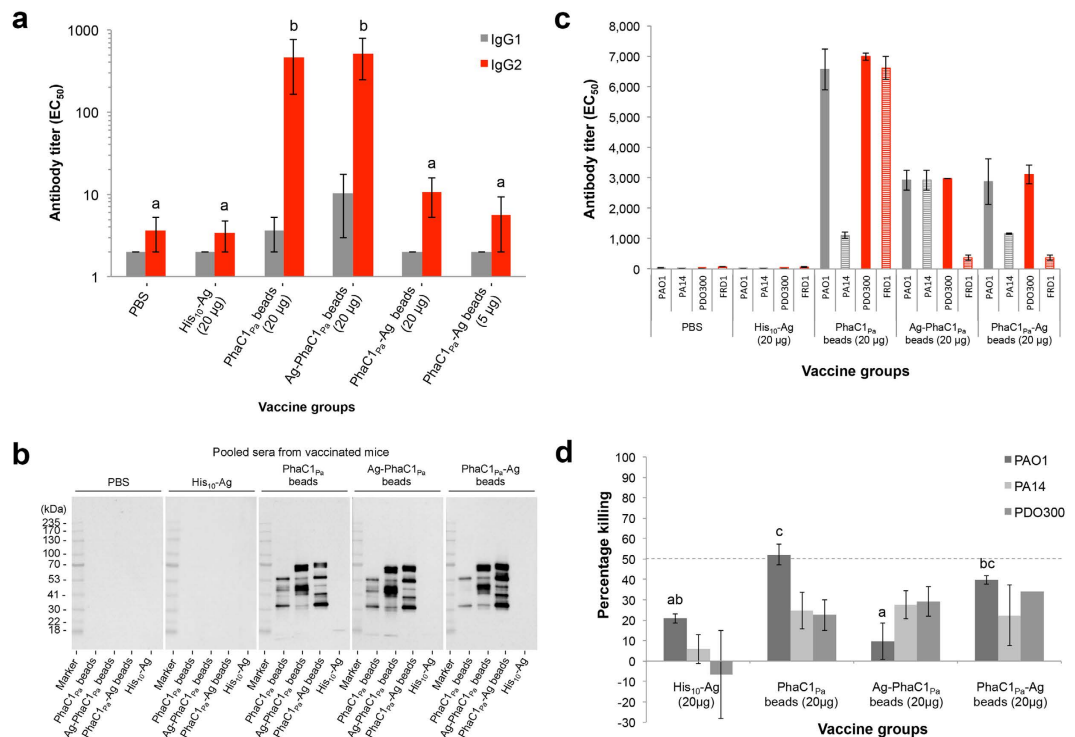 a
Antibody titer (EC₅₀)
1000
100
10
1
IgG1
IgG2
a
a
b
b
a
a
PBS
His₁₀-Ag
(20 µg)
PhaC1Pa beads
(20 µg)
Ag-PhaC1Pa beads
(20 µg)
PhaC1Pa-Ag beads
(20 µg)
PhaC1Pa-Ag beads
(5 µg)
Vaccine groups
c
Antibody titer (EC₅₀)
8,000
7,000
6,000
5,000
4,000
3,000
2,000
1,000
0
PAO1
PA14
PDO300
FRD1
PAO1
PA14
PDO300
FRD1
PAO1
PA14
PDO300
FRD1
PAO1
PA14
PDO300
FRD1
PAO1
PA14
PDO300
FRD1
PBS
His₁₀-Ag
(20 µg)
PhaC1Pa
beads (20 µg)
Ag-PhaC1Pa
beads (20 µg)
PhaC1Pa-Ag
beads (20 µg)
Vaccine groups
b
Pooled sera from vaccinated mice
PBS
His₁₀-Ag
PhaC1Pa
beads
Ag-PhaC1Pa
beads
PhaC1Pa-Ag
beads
(kDa)
235 -
170 -
130 -
100 -
70 -
53 -
41 -
30 -
22 -
18 -
Marker
PhaC1Pa beads
Ag-PhaC1Pa beads
PhaC1Pa-Ag beads
His₁₀-Ag
Marker
PhaC1Pa beads
Ag-PhaC1Pa beads
PhaC1Pa-Ag beads
His₁₀-Ag
Marker
PhaC1Pa beads
Ag-PhaC1Pa beads
PhaC1Pa-Ag beads
His₁₀-Ag
Marker
PhaC1Pa beads
Ag-PhaC1Pa beads
PhaC1Pa-Ag beads
His₁₀-Ag
Marker
PhaC1Pa beads
Ag-PhaC1Pa beads
PhaC1Pa-Ag beads
His₁₀-Ag
d
Percentage killing
100
90
80
70
60
50
40
30
20
10
0
-10
-20
-30
PAO1
PA14
PDO300
ab
c
a
bc
His₁₀-Ag
(20µg)
PhaC1Pa
beads (20µg)
Ag-PhaC1Pa
beads (20µg)
PhaC1Pa-Ag
beads (20µg)
Vaccine groups